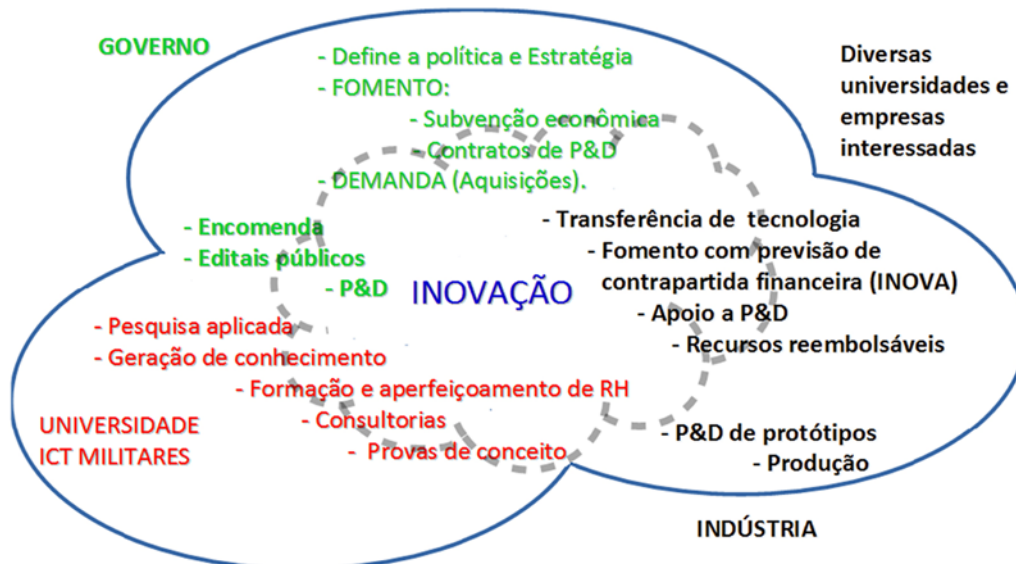 GOVERNO
- Define a política e Estratégia
- FOMENTO:
- Subvenção econômica
- Contratos de P&D
- DEMANDA (Aquisições).
Diversas
universidades e
empresas
interessadas
- Encomenda
- Editais públicos
- P&D
INOVAÇÃO
- Transferência de tecnologia
- Fomento com previsão de
contrapartida financeira (INOVA)
- Apoio a P&D
- Recursos reembolsáveis
- Pesquisa aplicada
- Geração de conhecimento
- Formação e aperfeiçoamento de RH
- Consultorias
- Provas de conceito
UNIVERSIDADE
ICT MILITARES
- P&D de protótipos
- Produção
INDÚSTRIA